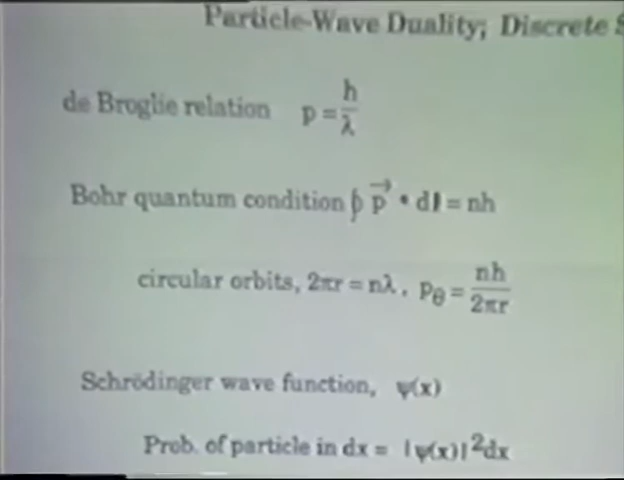 Particle-Wave Duality; Discrete
de Broglie relation p = h/λ
Bohr quantum condition ∮ p⃗ • dl = nh
circular orbits, 2πr = nλ, pθ = nh/2πr
Schrödinger wave function, ψ(x)
Prob. of particle in dx = |ψ(x)|²dx